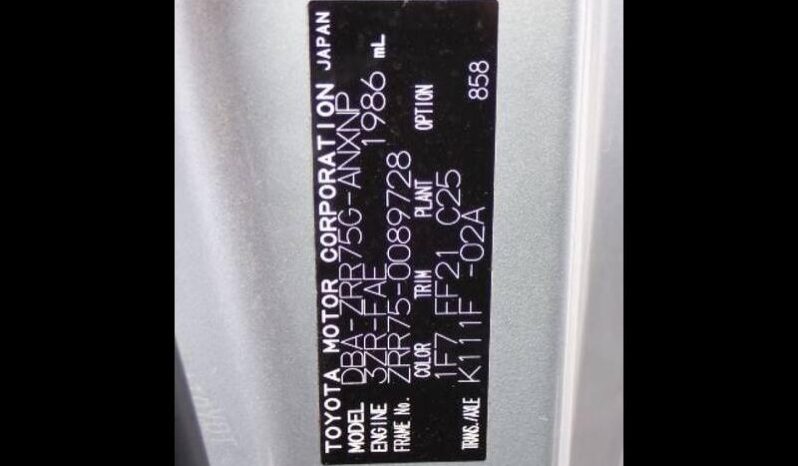 TOYOTA MOTOR CORPORATION JAPAN
MODEL DBA-ZRR75G-ANXNP
ENGINE 3ZR-FAE 1986 mL
FRAME No. ZRR75-0089728
COLOR TRIM PLANT OPTION
1F7 EF21 C25
TRANS./AXLE K111F -02A 858